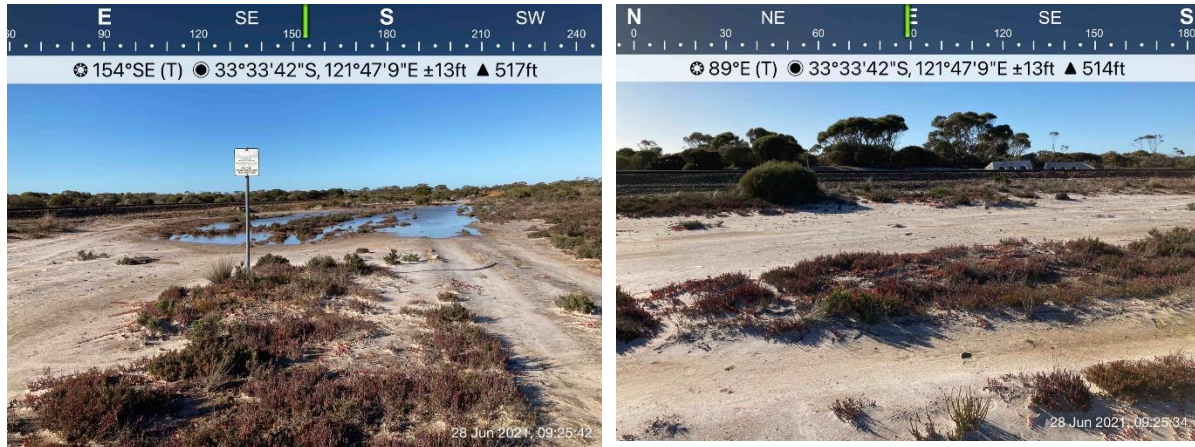 E SE S SW
60 90 120 150 180 210 240
154°SE (T) 33°33'42"S, 121°47'9"E ±13ft ▲ 517ft
28 Jun 2021, 09:25:42
N NE E SE S
0 30 60 90 120 150 180
89°E (T) 33°33'42"S, 121°47'9"E ±13ft ▲ 514ft
28 Jun 2021, 09:25:34